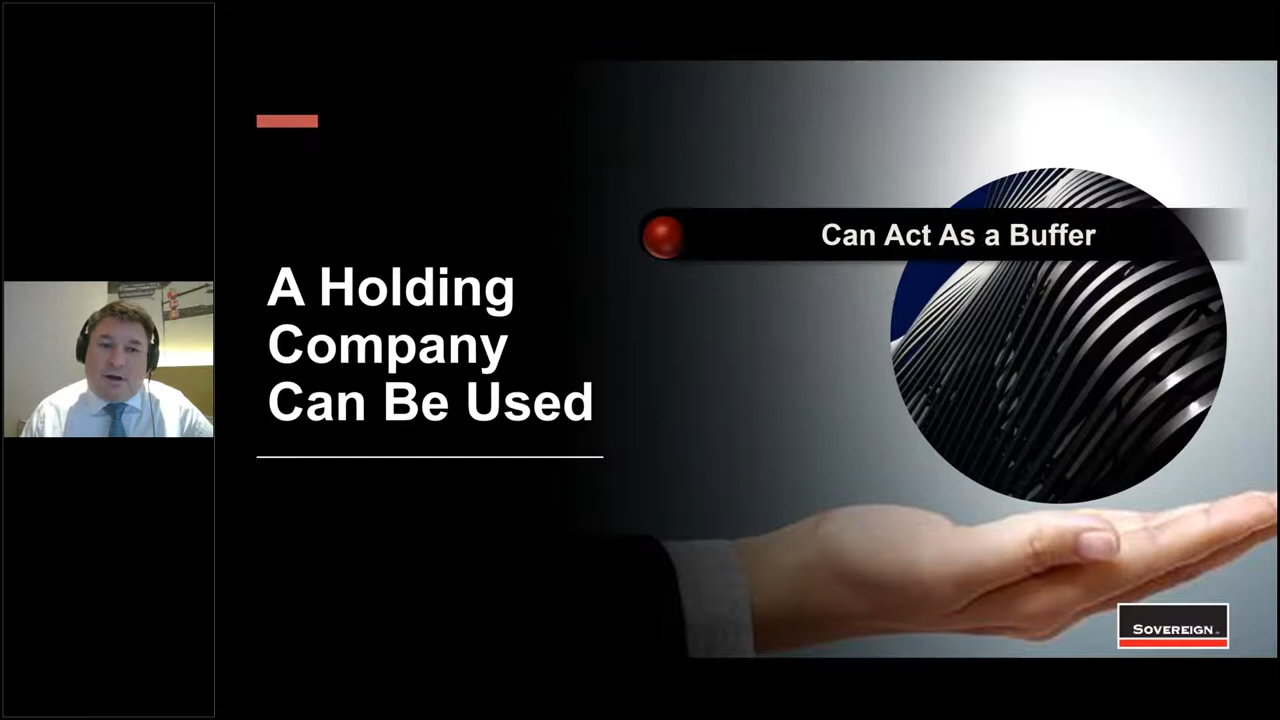 A Holding
Company
Can Be Used
Can Act As a Buffer
SOVEREIGN